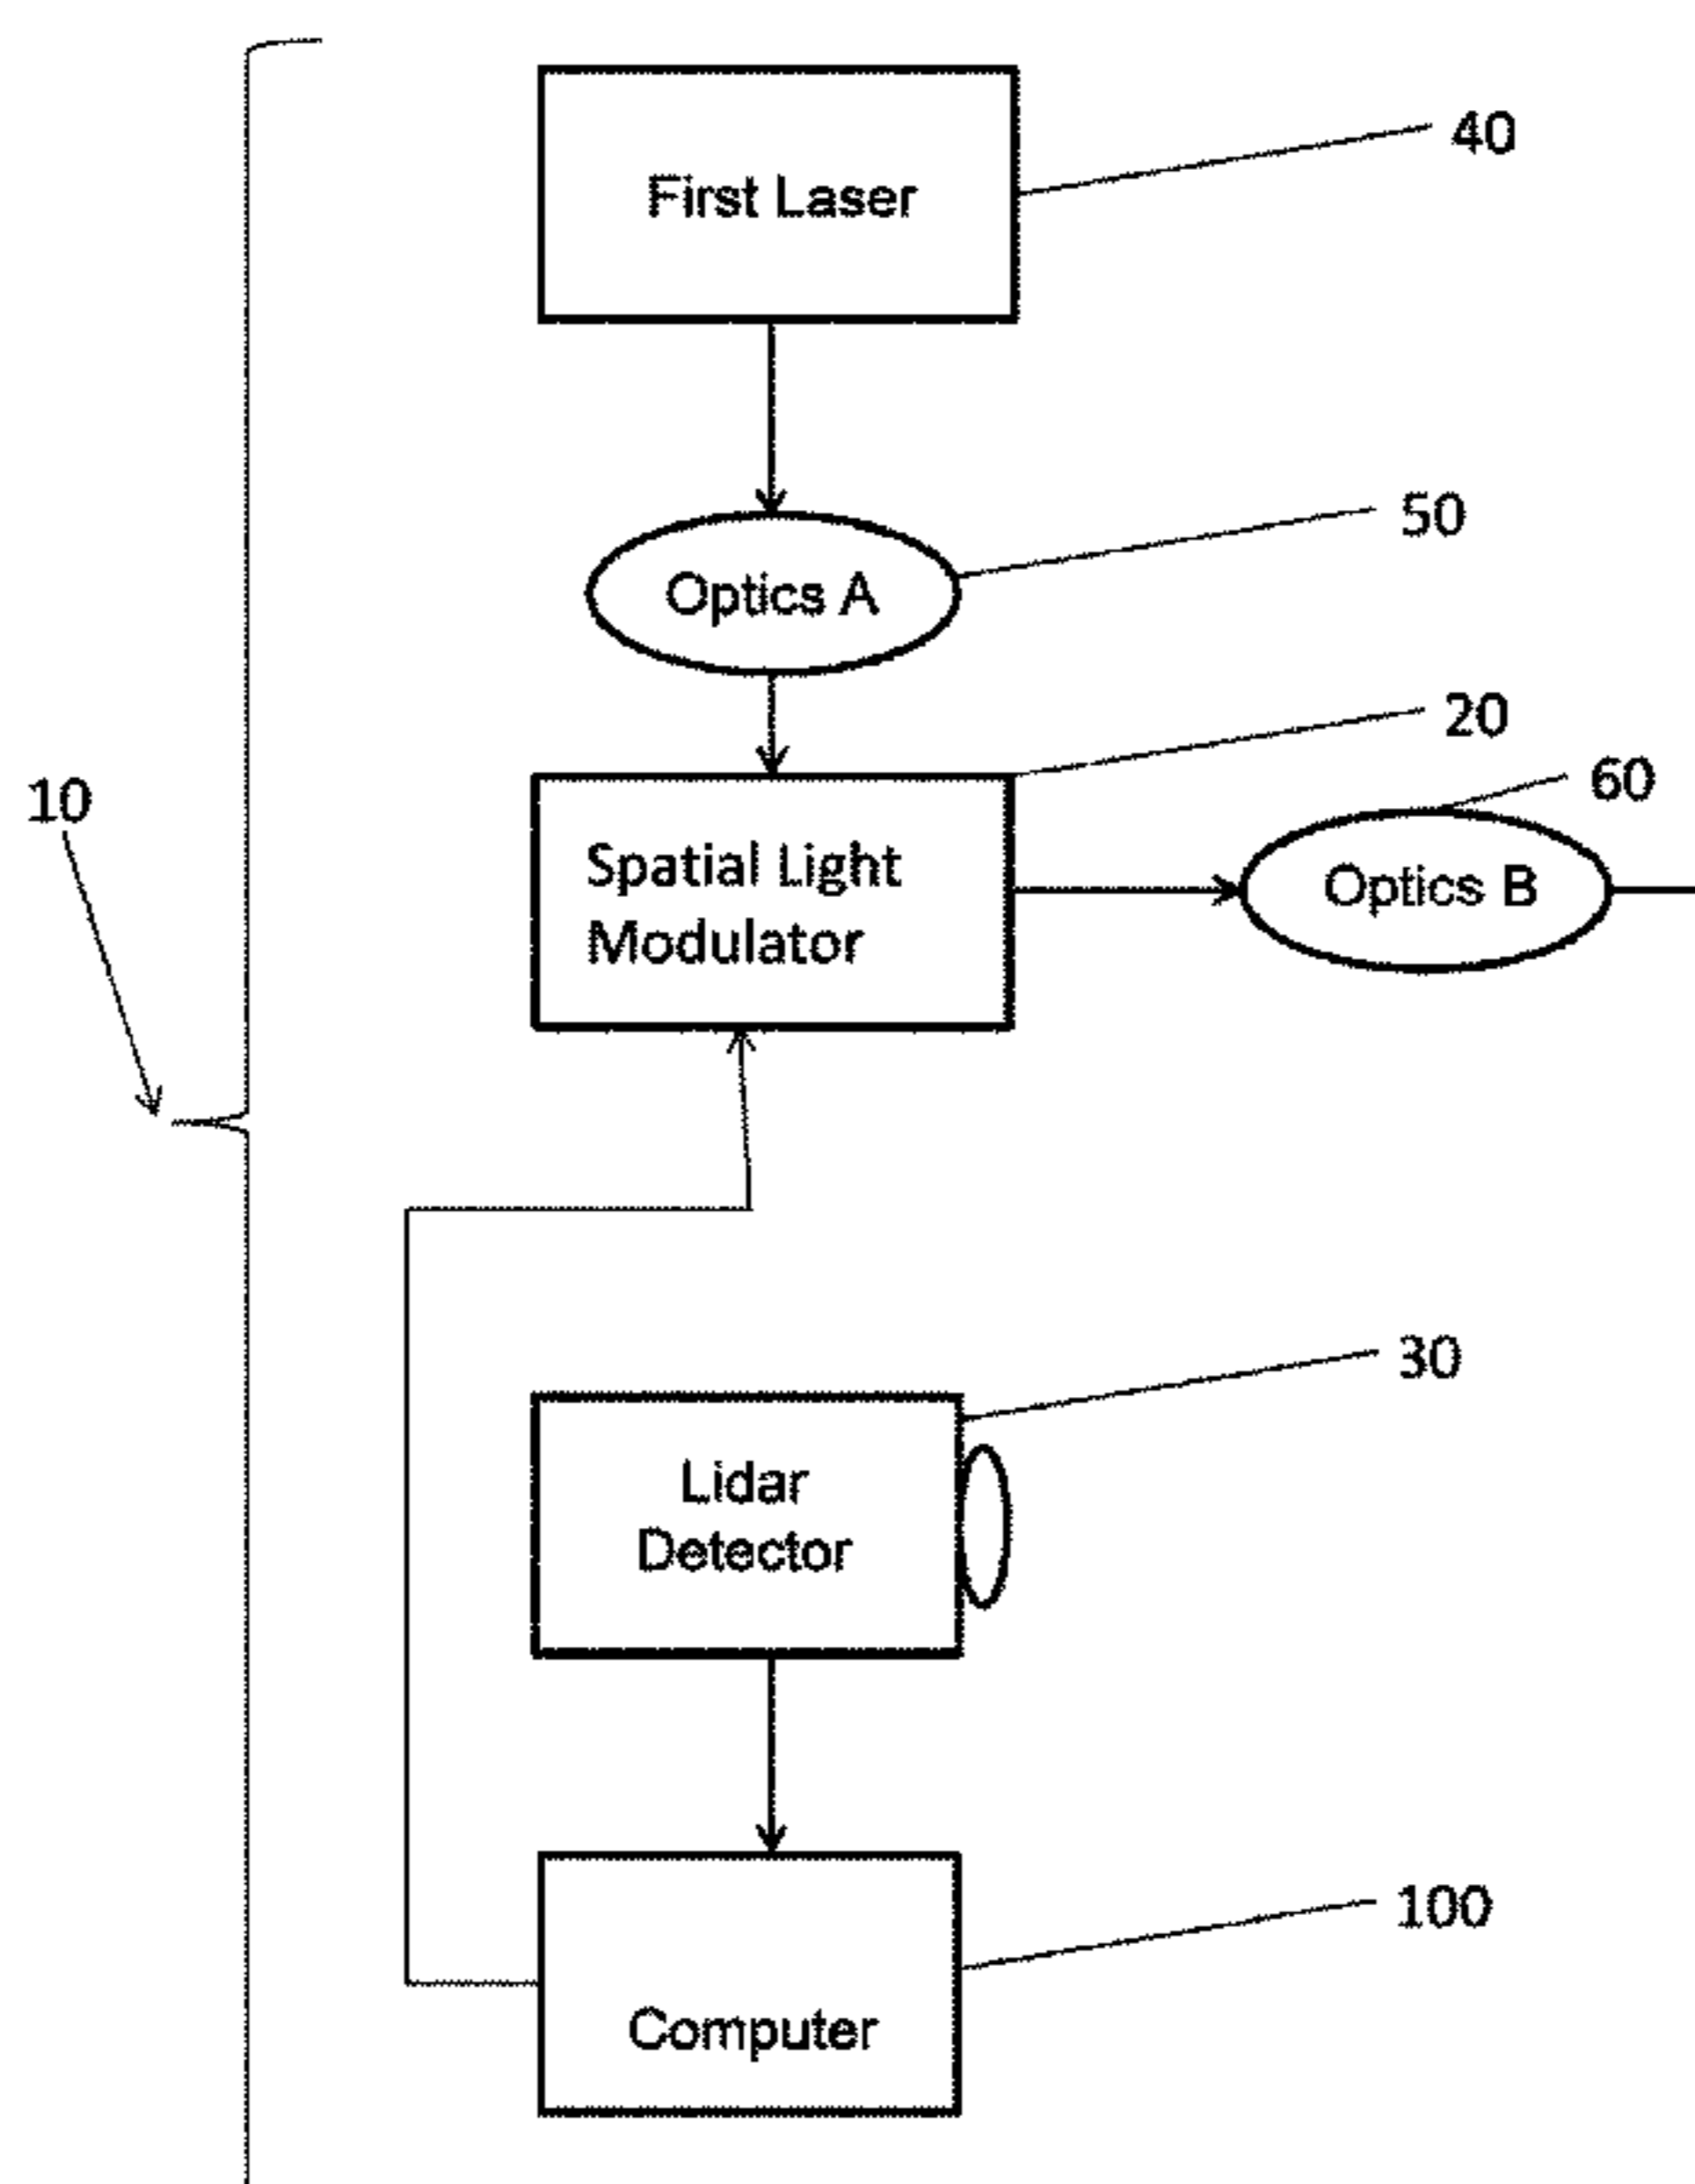 First Laser
40
50
Optics A
20
60
10
Spatial Light
Modulator
Optics B
30
Lidar
Detector
100
Computer